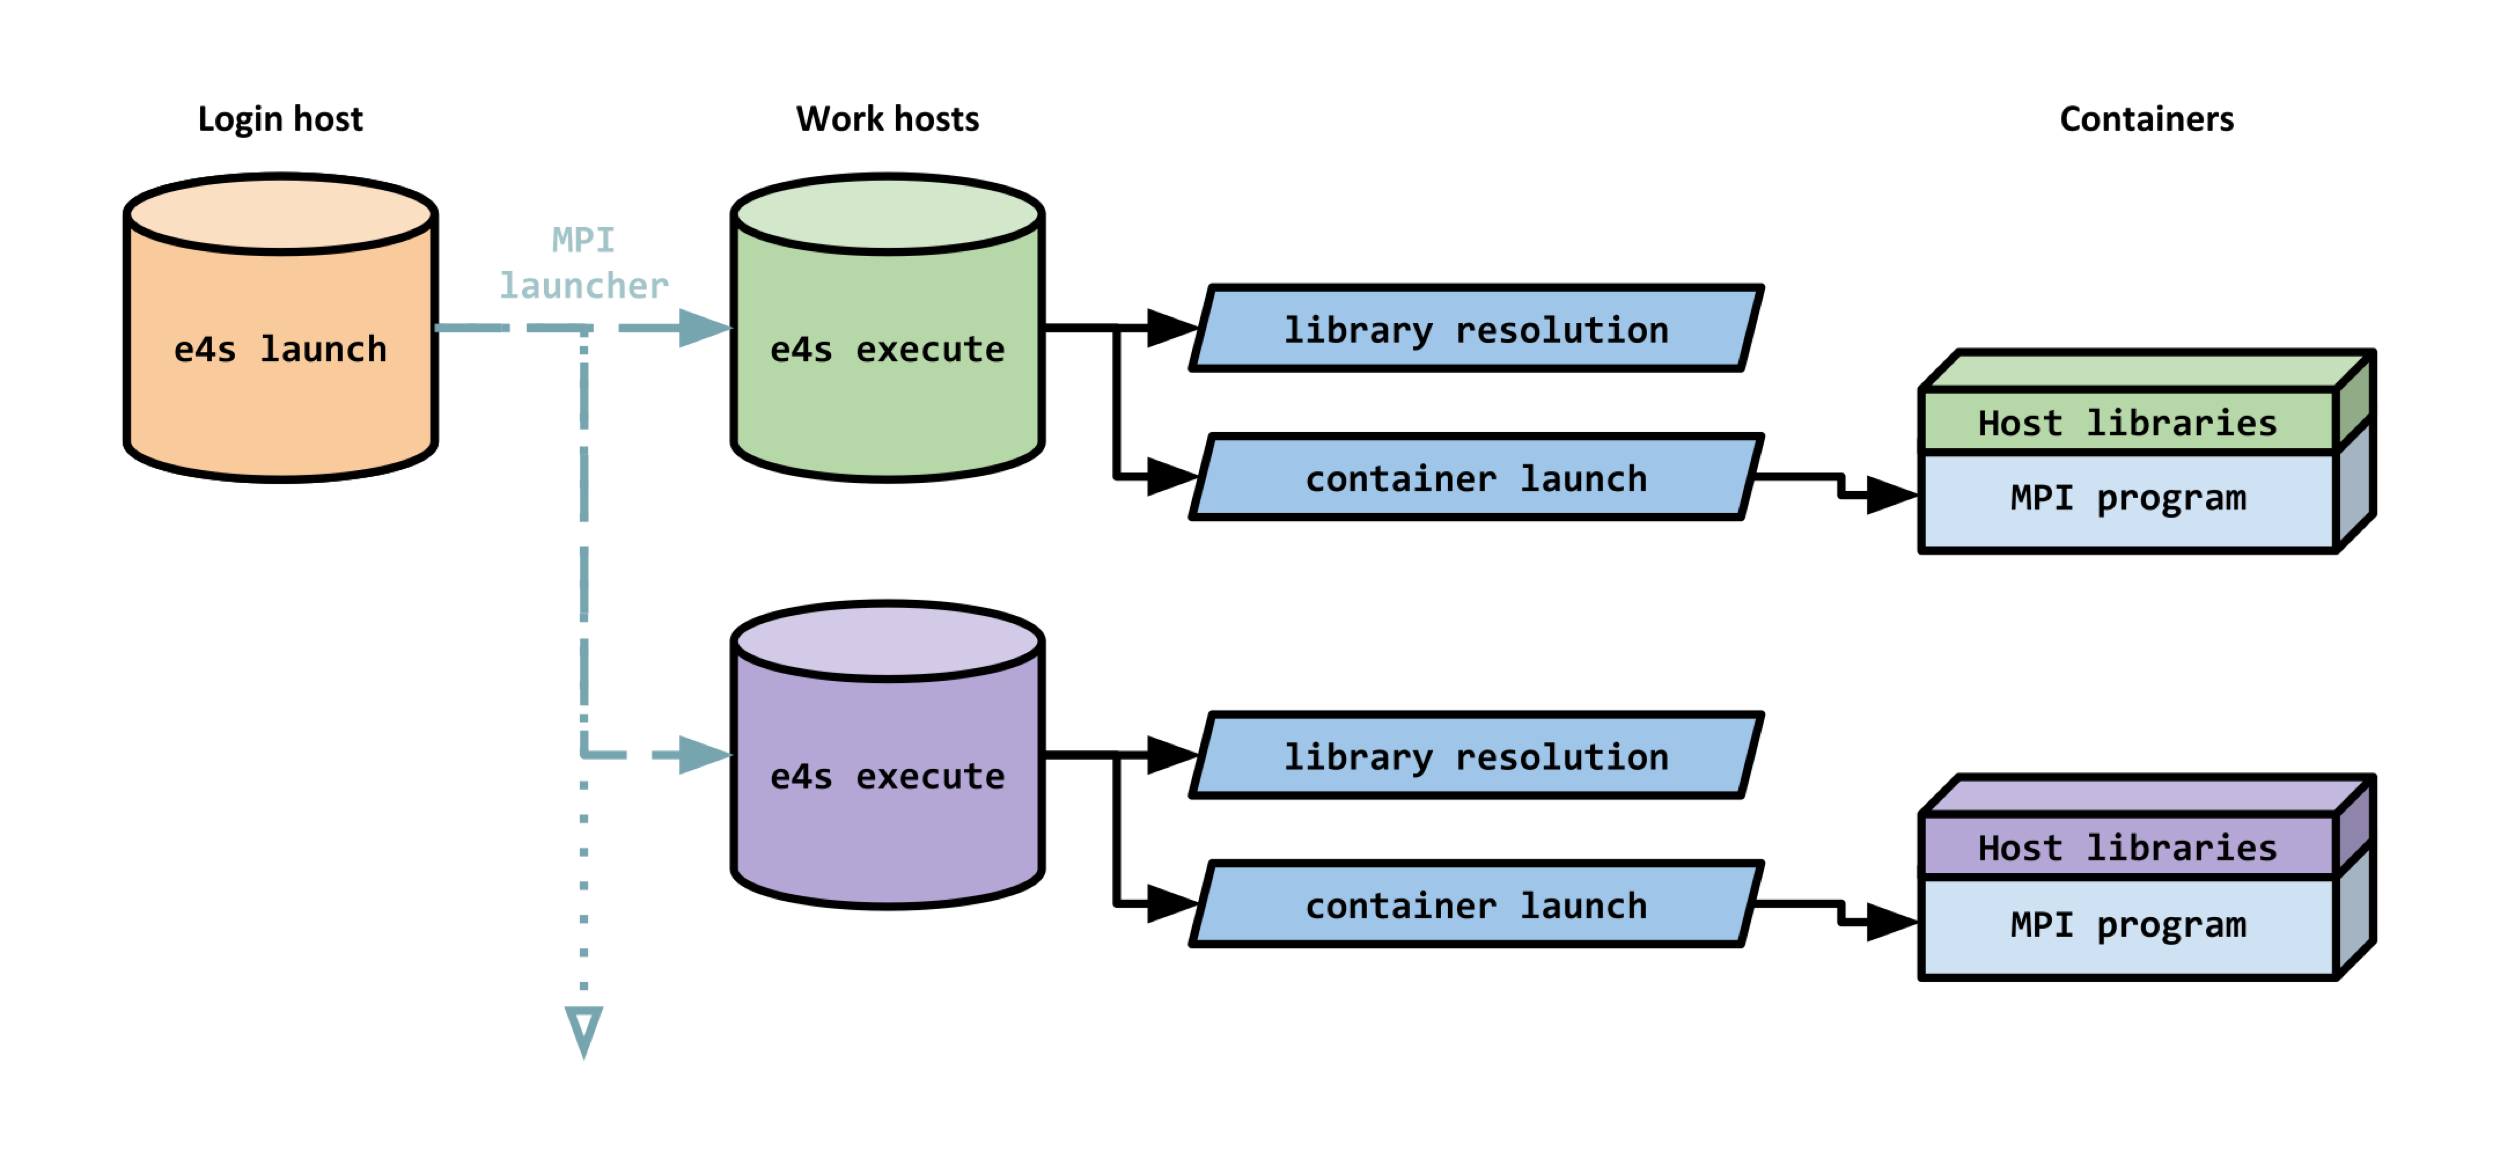 Login host
Work hosts
Containers
MPI
launcher
e4s launch
e4s execute
library resolution
container launch
Host libraries
MPI program
e4s execute
library resolution
container launch
Host libraries
MPI program